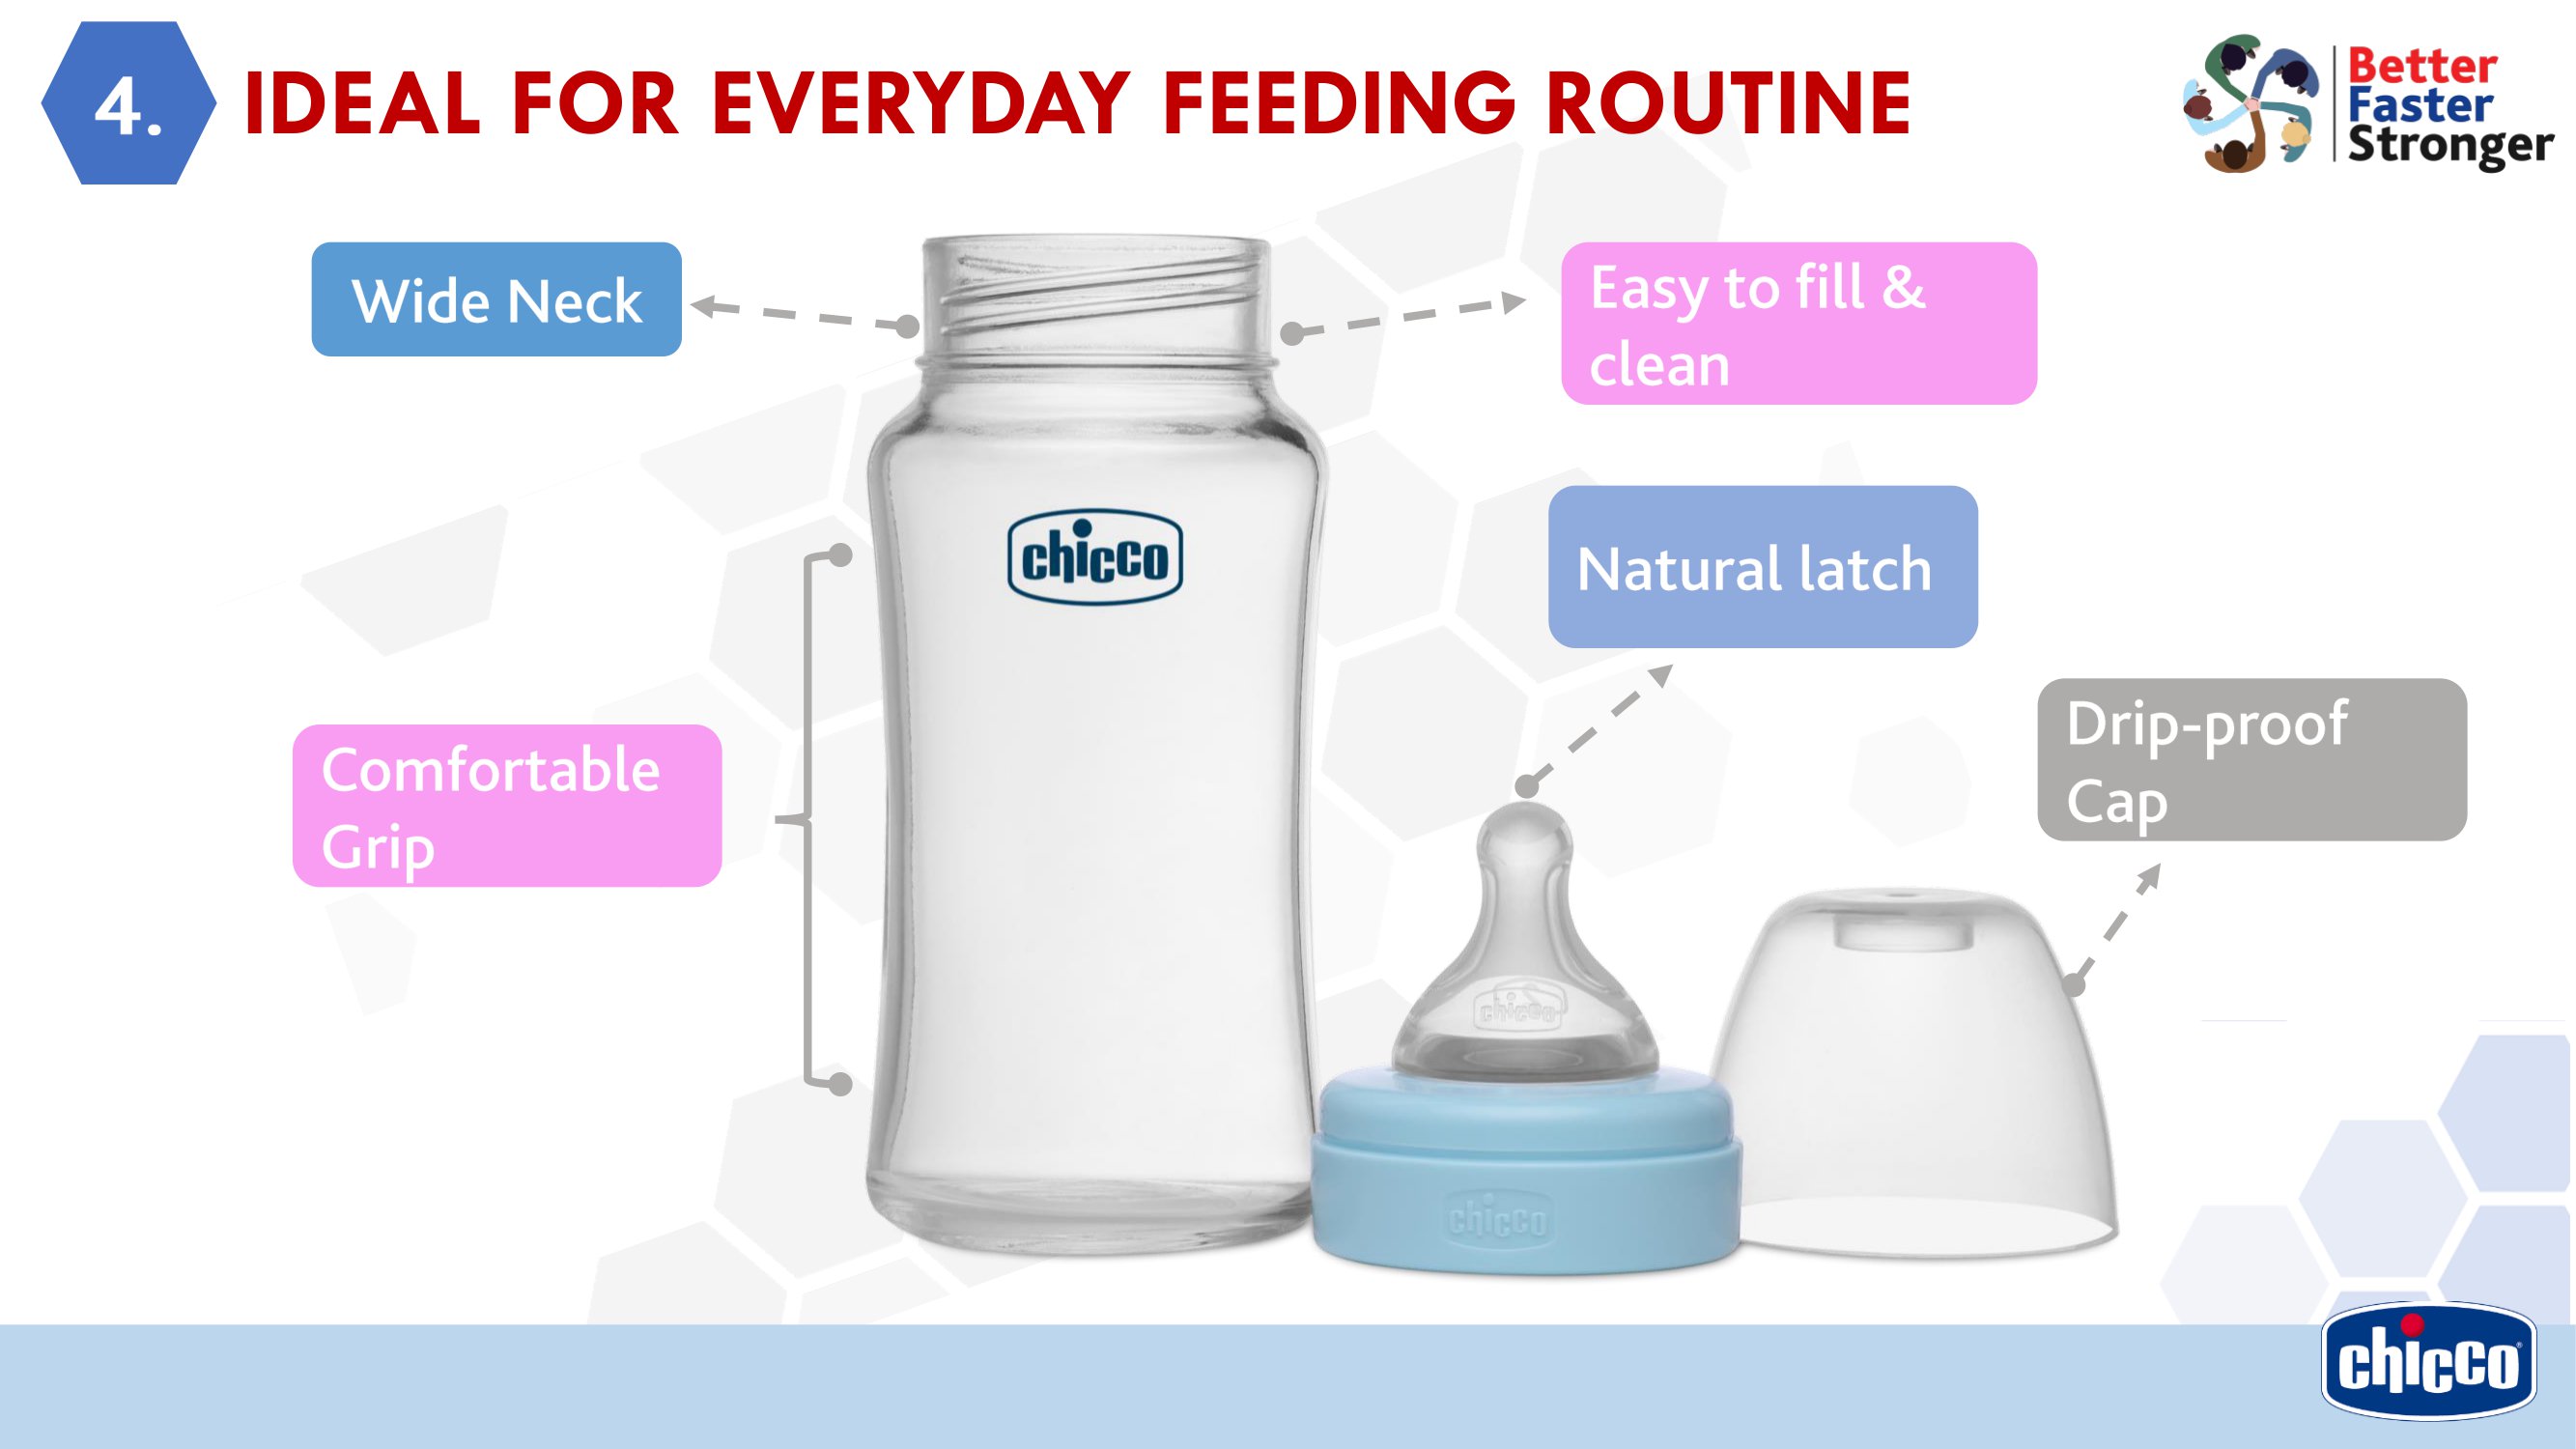 4.
IDEAL FOR EVERYDAY FEEDING ROUTINE
Better
Faster
Stronger
Wide Neck
Easy to fill &
clean
chicco
Natural latch
Comfortable
Grip
Drip-proof
Cap
chicco
chicco
chicco